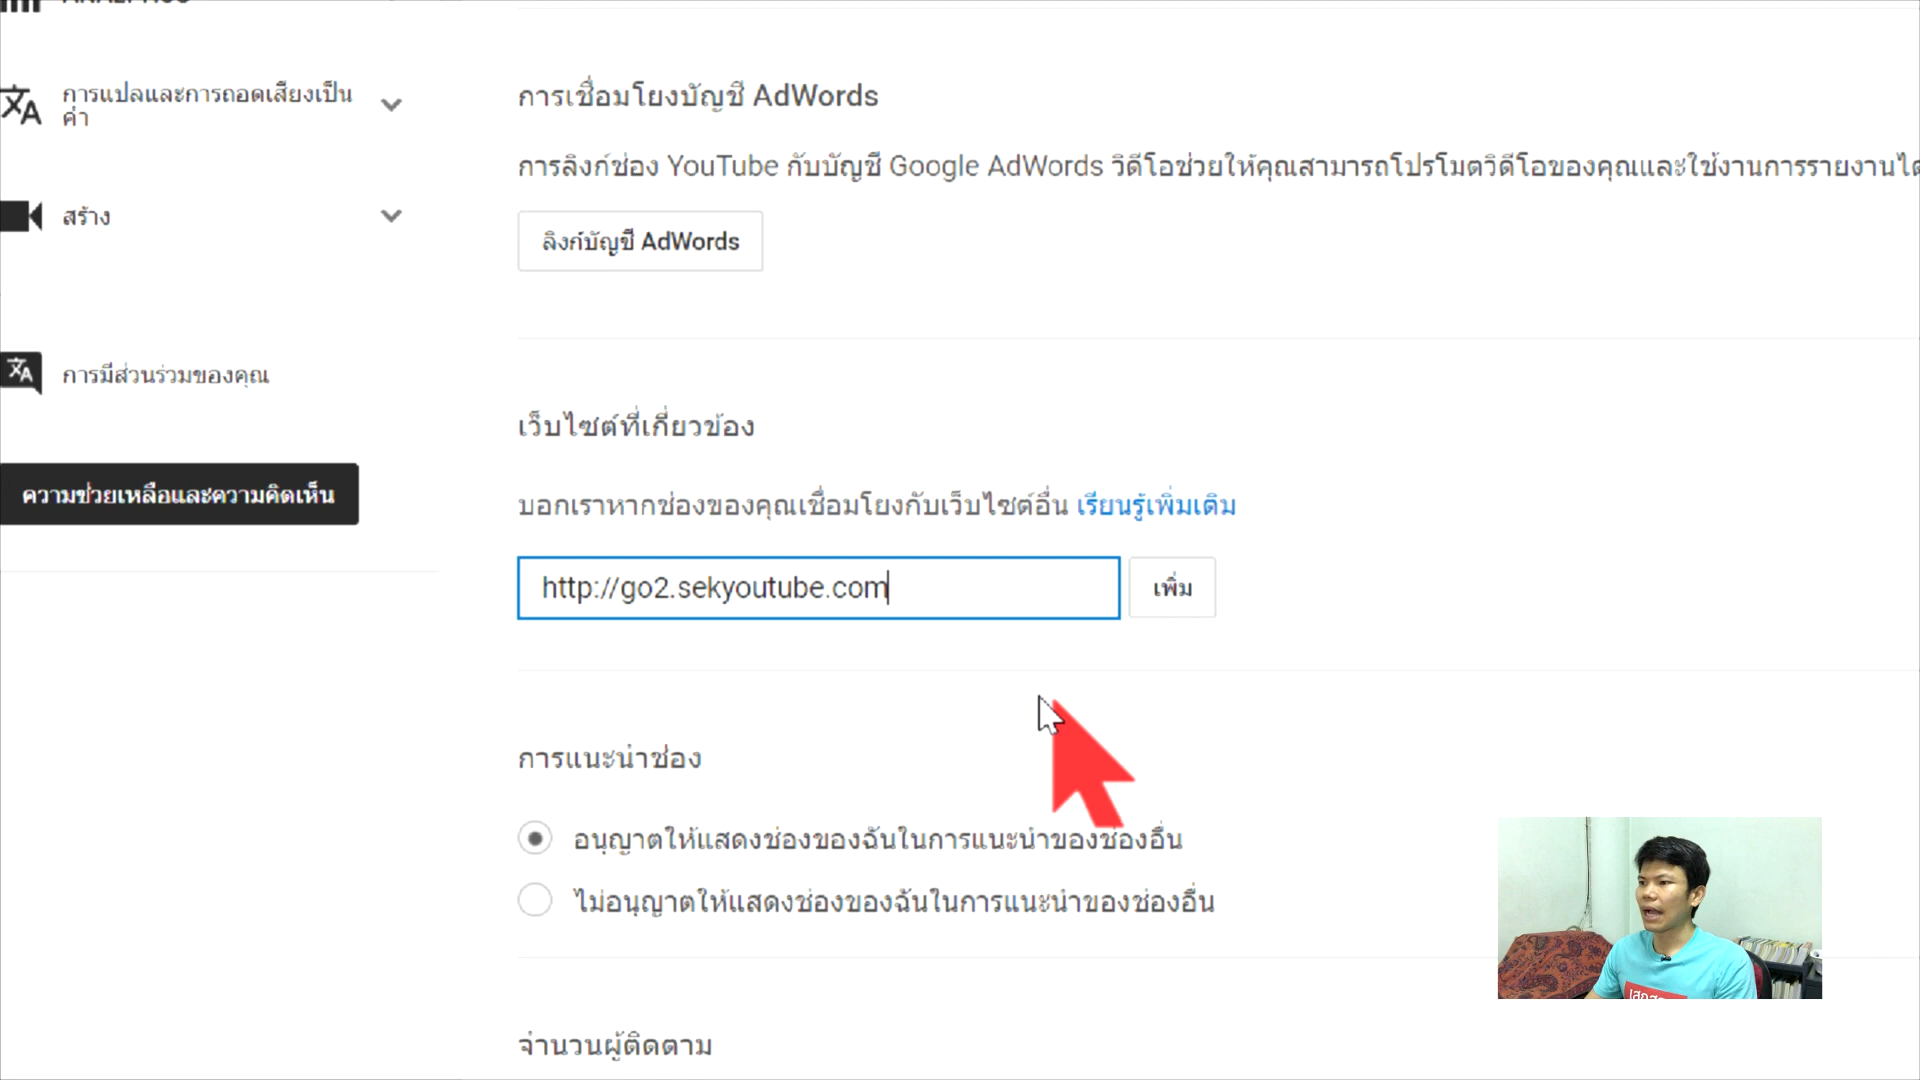 การแปลและการถอดเสียงเป็น
คำ
สร้าง
การมีส่วนร่วมของคุณ
ความช่วยเหลือและความคิดเห็น
การเชื่อมโยงบัญชี AdWords
การลิงก์ช่อง YouTube กับบัญชี Google AdWords วิดีโอช่วยให้คุณสามารถโปรโมตวิดีโอของคุณและใช้งานการรายงานได้
ลิงก์บัญชี AdWords
เว็บไซต์ที่เกี่ยวข้อง
บอกเราหากช่องของคุณเชื่อมโยงกับเว็บไซต์อื่น เรียนรู้เพิ่มเติม
http://go2.sekyoutube.com
เพิ่ม
การแนะนำช่อง
อนุญาตให้แสดงช่องของฉันในการแนะนำของช่องอื่น
ไม่อนุญาตให้แสดงช่องของฉันในการแนะนำของช่องอื่น
จำนวนผู้ติดตาม